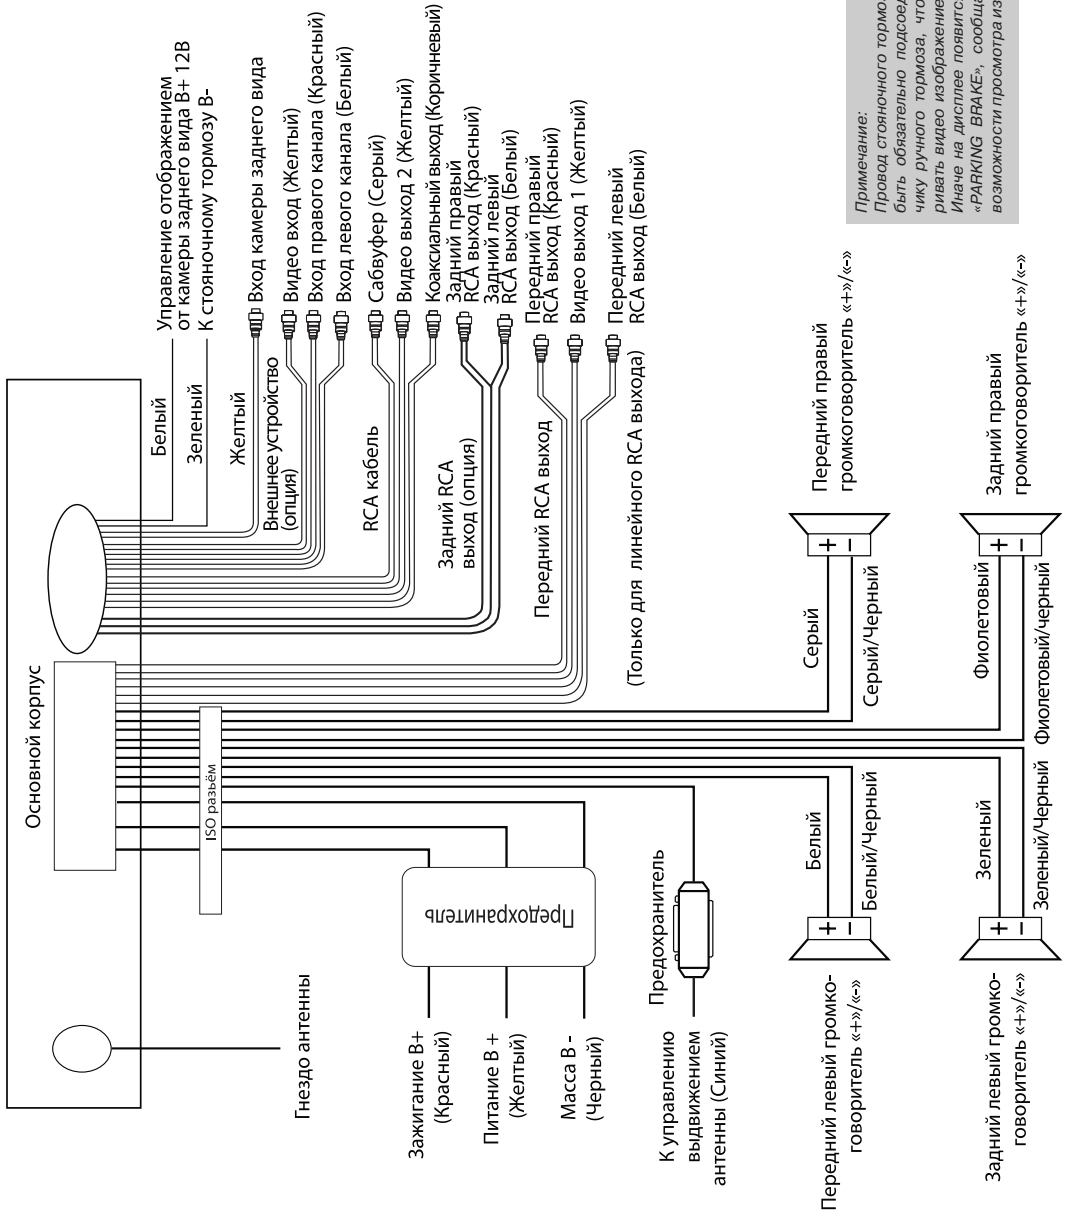 Основной корпус
ISO разьём
Гнездо антенны
Белый
Управление отображением
от камеры заднего вида B+ 12В
Зеленый
К стояночному тормозу B-
Желтый
Вход камеры заднего вида
Внешнее устройство
(опция)
Видео вход (Желтый)
Вход правого канала (Красный)
Вход левого канала (Белый)
RCA кабель
Сабвуфер (Серый)
Видео выход 2 (Желтый)
Коаксиальный выход (Коричневый)
Задний RCA
выход (опция)
Задний правый
RCA выход (Красный)
Задний левый
RCA выход (Белый)
Передний RCA выход
Передний правый
RCA выход (Красный)
Видео выход 1 (Желтый)
Передний левый
RCA выход (Белый)
(Только для линейного RCA выхода)
Зажигание B+
(Красный)
Питание B +
(Желтый)
Масса B -
(Черный)
Предохранитель
Предохранитель
К управлению
выдвижением
антенны (Синий)
Передний левый громко-
говоритель «+»/«-»
+
−
Белый
Белый/Черный
Серый
Серый/Черный
+
−
Передний правый
громкоговоритель «+»/«-»
Задний левый громко-
говоритель «+»/«-»
+
−
Зеленый
Зеленый/Черный
Фиолетовый
Фиолетовый/черный
+
−
Задний правый
громкоговоритель «+»/«-»
Примечание:
Провод стояночного
быть обязательно
чику ручного тормоза,
ривать видео изображение
Иначе на дисплее появится
«PARKING BRAKE»,
возможности просмотра из